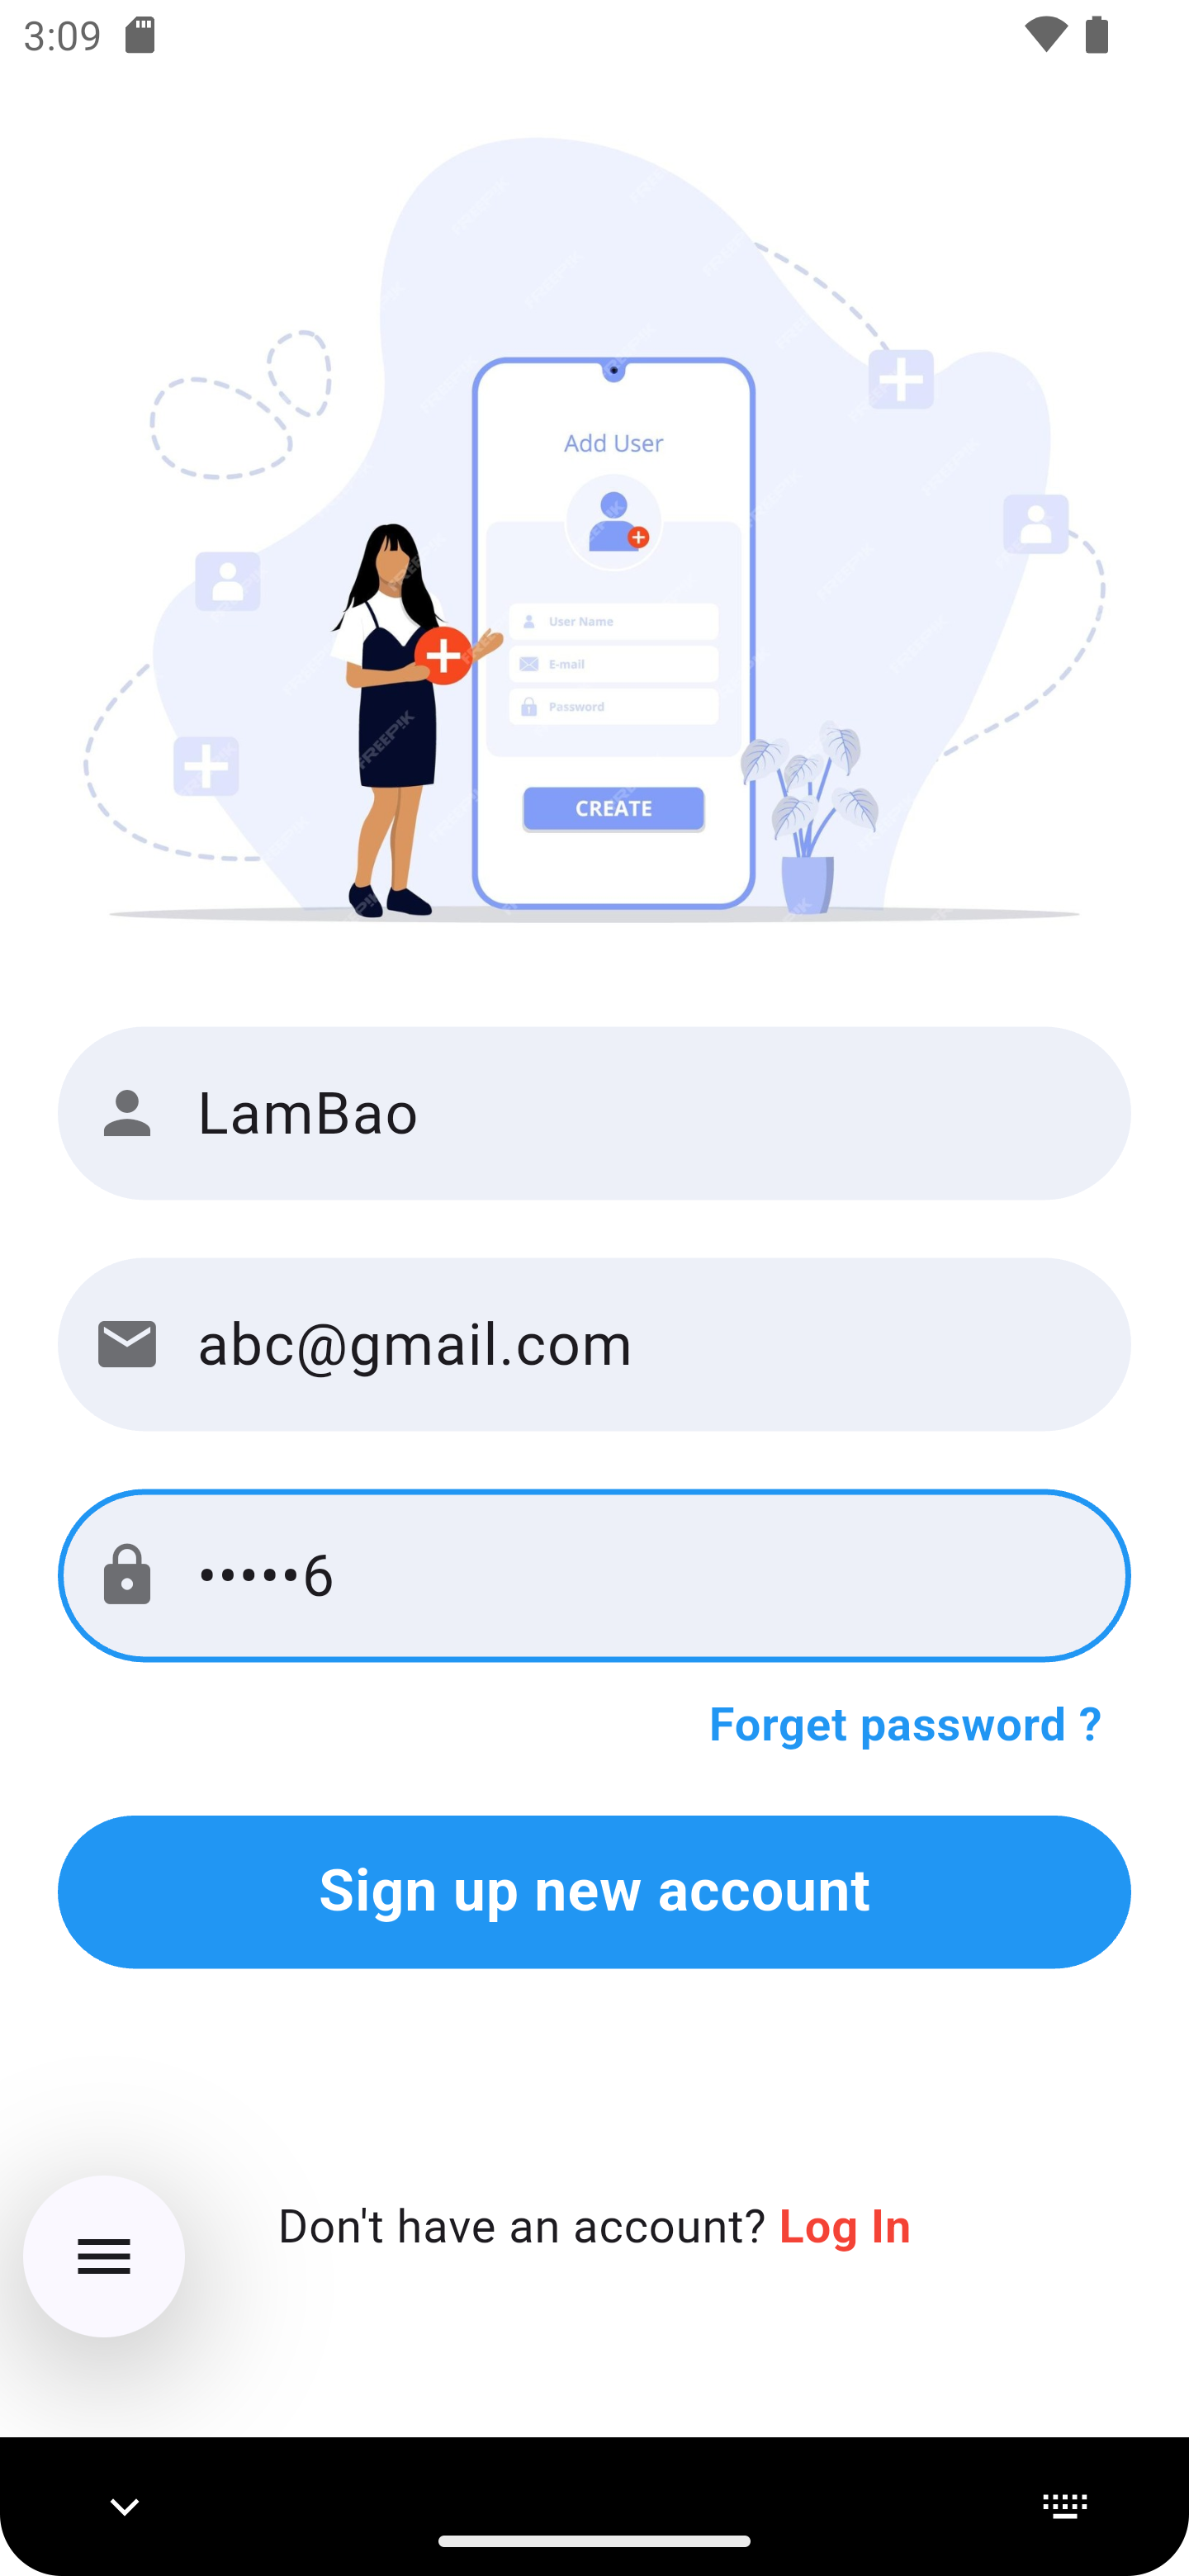 3:09
Add User
User Name
E-mail
Password
CREATE
FREEPIK
LamBao
abc@gmail.com
•••••6
Forget password ?
Sign up new account
Don't have an account? Log In